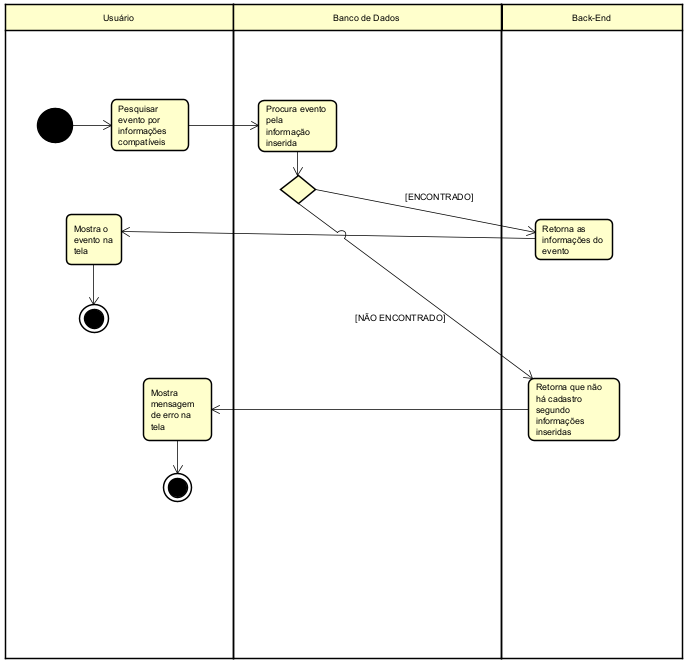 Usuário
Banco de Dados
Back-End
Pesquisar
evento por
informações
compatíveis
Procura evento
pela
informação
inserida
[ENCONTRADO]
Mostra o
evento na
tela
Retorna as
informações do
evento
[NÃO ENCONTRADO]
Mostra
mensagem
de erro na
tela
Retorna que não
há cadastro
segundo
informações
inseridas